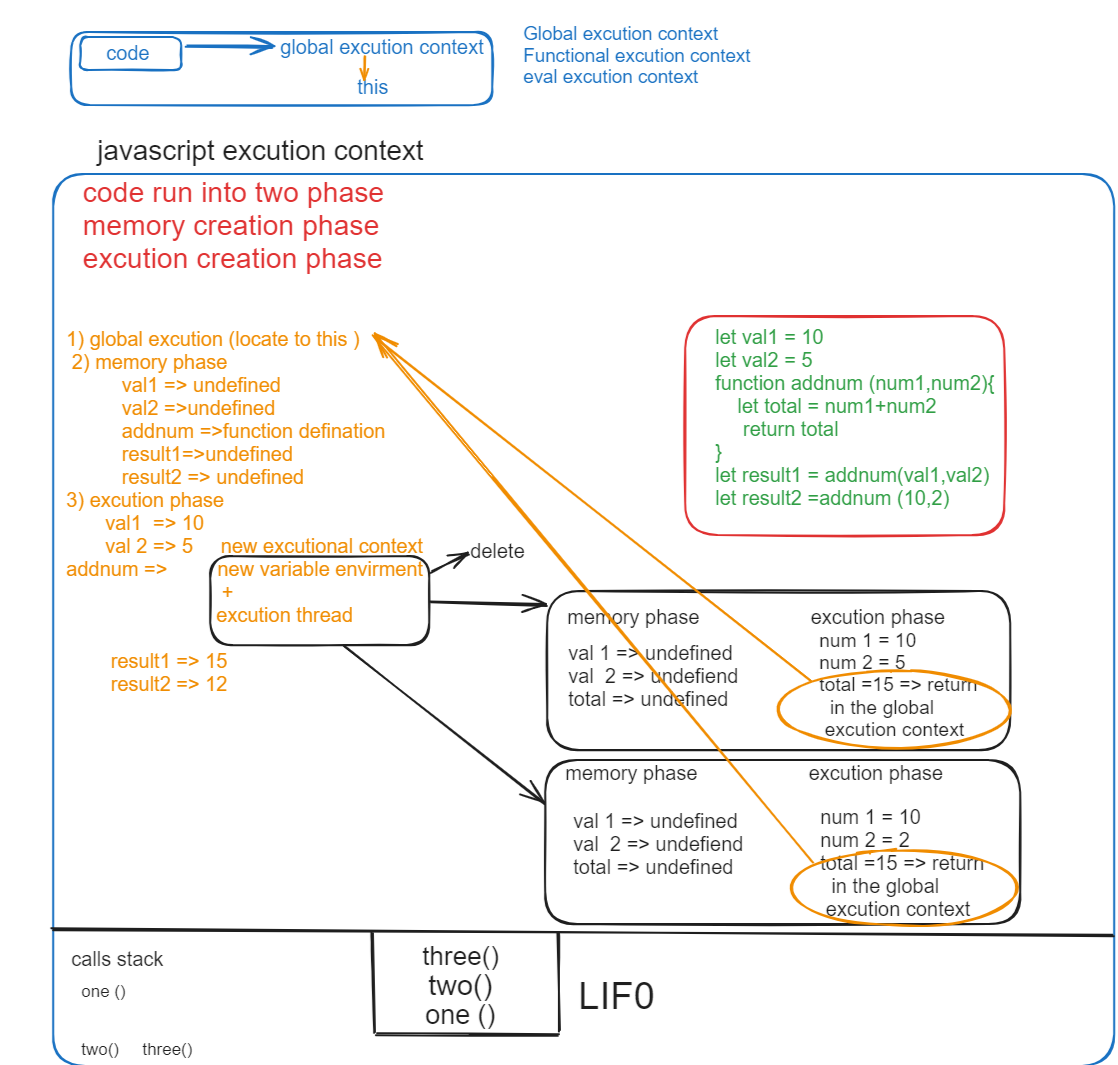 code
global excution context
this
Global excution context
Functional excution context
eval excution context
javascript excution context
code run into two phase
memory creation phase
excution creation phase
1) global excution (locate to this )
2) memory phase
val1 => undefined
val2 =>undefined
addnum =>function defination
result1=>undefined
result2 => undefined
3) excution phase
val1 => 10
val 2 => 5
addnum =>
new excutional context
new variable envirment
+
excution thread
delete
result1 => 15
result2 => 12
let val1 = 10
let val2 = 5
function addnum (num1,num2){
let total = num1+num2
return total
}
let result1 = addnum(val1,val2)
let result2 =addnum (10,2)
memory phase
val 1 => undefined
val 2 => undefiend
total => undefined
excution phase
num 1 = 10
num 2 = 5
total =15 => return
in the global
excution context
memory phase
val 1 => undefined
val 2 => undefiend
total => undefined
excution phase
num 1 = 10
num 2 = 2
total =15 => return
in the global
excution context
calls stack
one ()
two() three()
three()
two()
one ()
LIF0